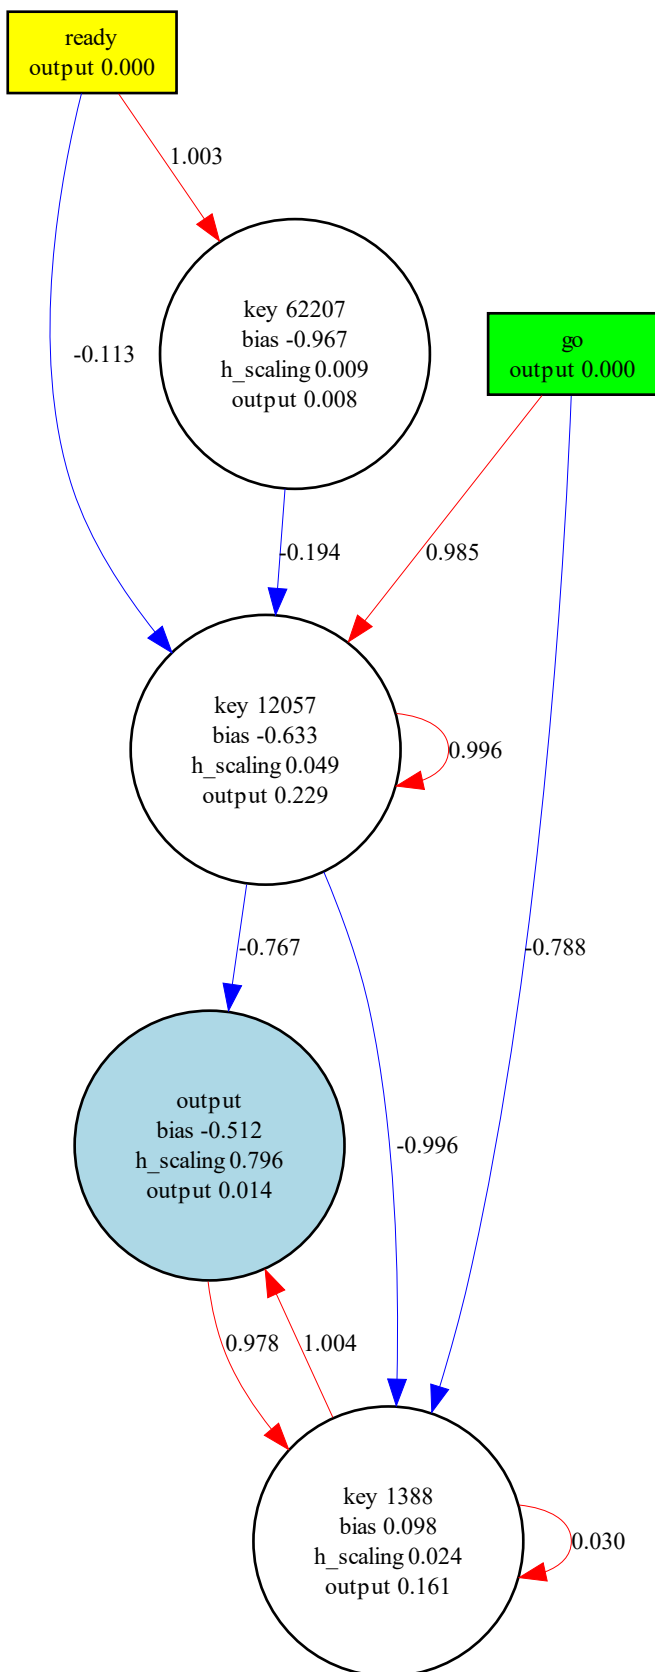 ready
output 0.000
1.003
-0.113
key 62207
bias -0.967
h_scaling 0.009
output 0.008
go
output 0.000
-0.194
0.985
key 12057
bias -0.633
h_scaling 0.049
output 0.229
0.996
-0.767
-0.788
output
bias -0.512
h_scaling 0.796
output 0.014
-0.996
0.978
1.004
key 1388
bias 0.098
h_scaling 0.024
output 0.161
0.030